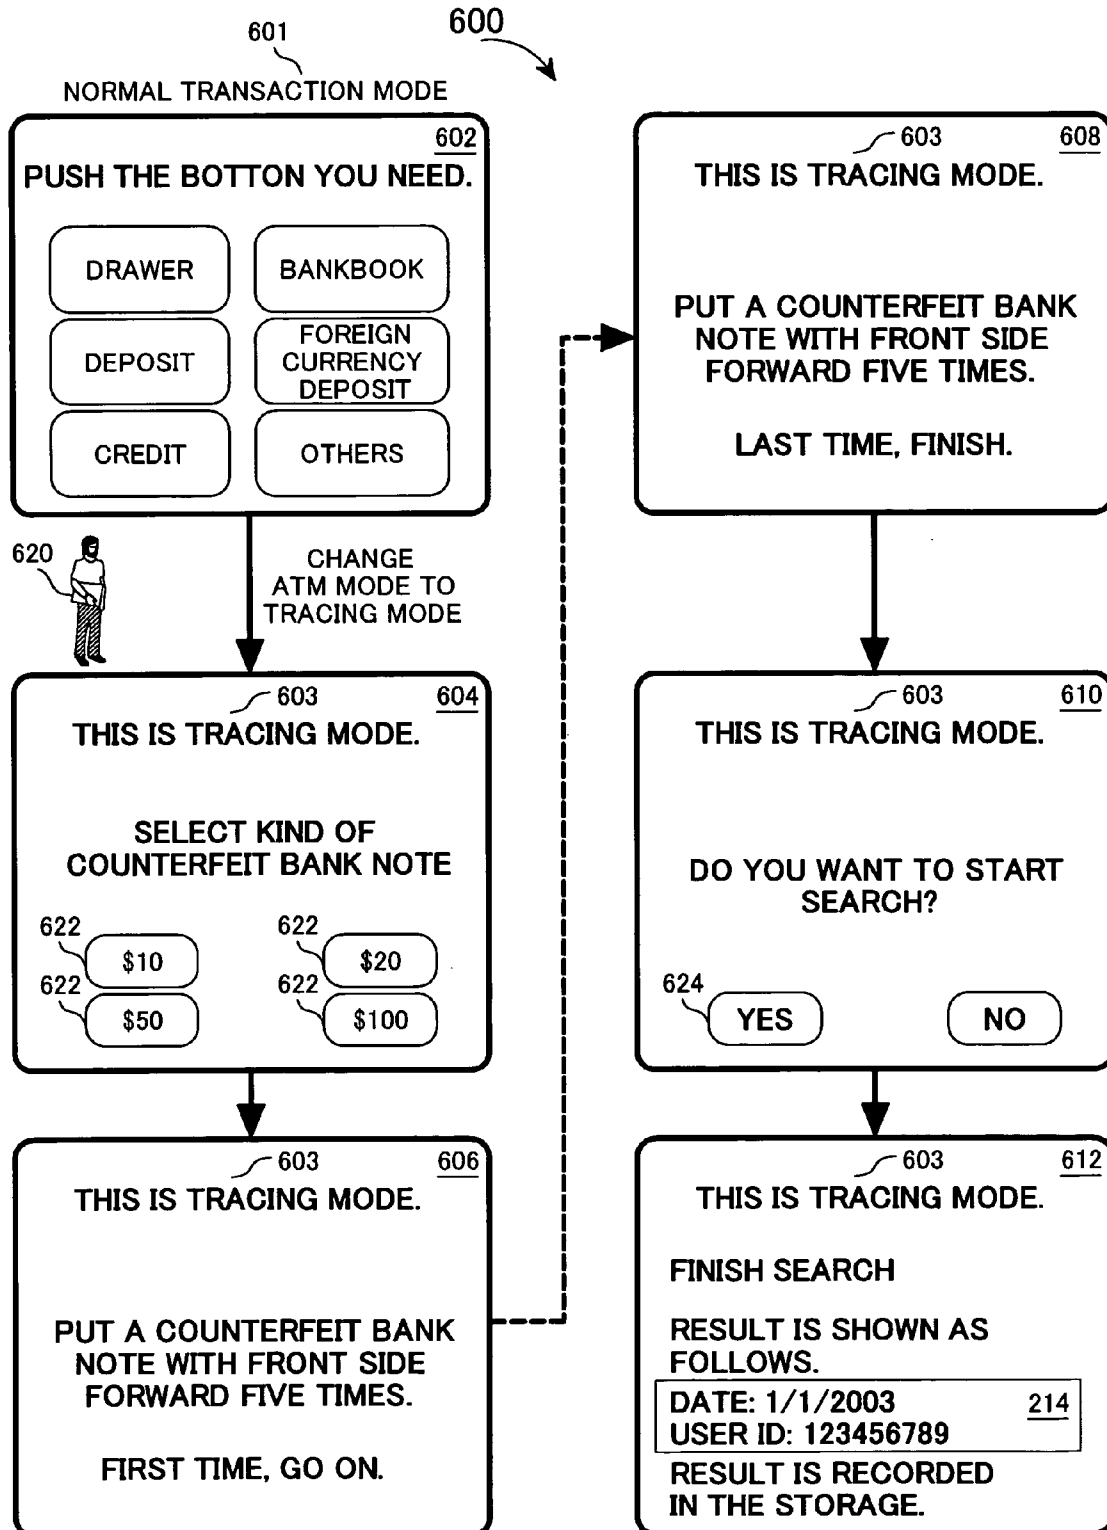 600
601
NORMAL TRANSACTION MODE
602
PUSH THE BOTTON YOU NEED.
DRAWER
BANKBOOK
DEPOSIT
FOREIGN
CURRENCY
DEPOSIT
CREDIT
OTHERS
620
CHANGE
ATM MODE TO
TRACING MODE
603
604
THIS IS TRACING MODE.
SELECT KIND OF
COUNTERFEIT BANK NOTE
622
$10
622
$20
622
$50
622
$100
603
606
THIS IS TRACING MODE.
PUT A COUNTERFEIT BANK
NOTE WITH FRONT SIDE
FORWARD FIVE TIMES.
FIRST TIME, GO ON.
603
608
THIS IS TRACING MODE.
PUT A COUNTERFEIT BANK
NOTE WITH FRONT SIDE
FORWARD FIVE TIMES.
LAST TIME, FINISH.
603
610
THIS IS TRACING MODE.
DO YOU WANT TO START
SEARCH?
624
YES
NO
603
612
THIS IS TRACING MODE.
FINISH SEARCH
RESULT IS SHOWN AS
FOLLOWS.
DATE: 1/1/2003
214
USER ID: 123456789
RESULT IS RECORDED
IN THE STORAGE.